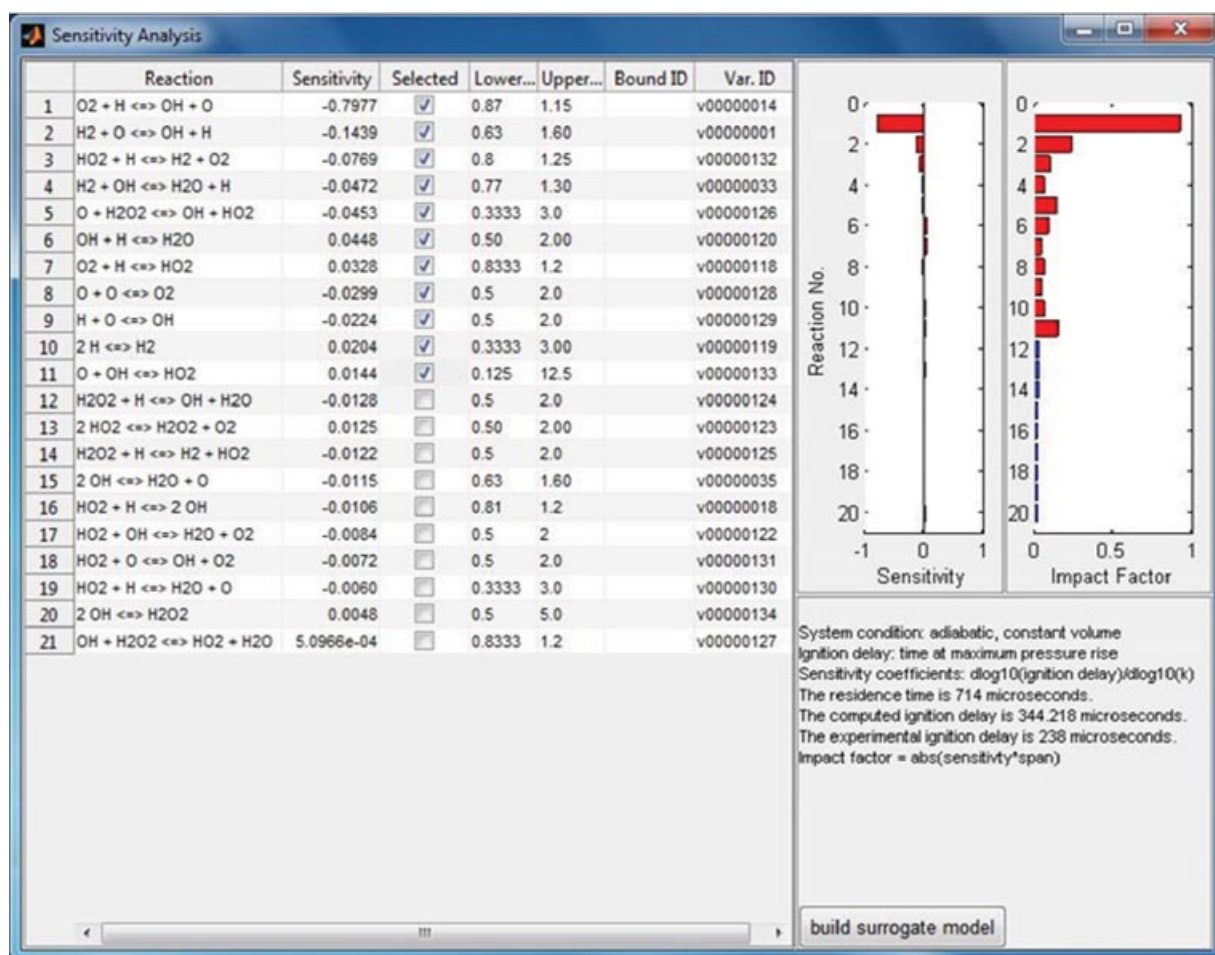 Sensitivity Analysis
Reaction Sensitivity Selected Lower... Upper... Bound ID Var. ID
1 O2 + H <=> OH + O -0.7977 0.87 1.15 v00000014
2 H2 + O <=> OH + H -0.1439 0.63 1.60 v00000001
3 HO2 + H <=> H2 + O2 -0.0769 0.8 1.25 v00000132
4 H2 + OH <=> H2O + H -0.0472 0.77 1.30 v00000033
5 O + H2O2 <=> OH + HO2 -0.0453 0.3333 3.0 v00000126
6 OH + H <=> H2O 0.0448 0.50 2.00 v00000120
7 O2 + H <=> HO2 0.0328 0.8333 1.2 v00000118
8 O + O <=> O2 -0.0299 0.5 2.0 v00000128
9 H + O <=> OH -0.0224 0.5 2.0 v00000129
10 2 H <=> H2 0.0204 0.3333 3.00 v00000119
11 O + OH <=> HO2 0.0144 0.125 12.5 v00000133
12 H2O2 + H <=> OH + H2O -0.0128 0.5 2.0 v00000124
13 2 HO2 <=> H2O2 + O2 0.0125 0.50 2.00 v00000123
14 H2O2 + H <=> H2 + HO2 -0.0122 0.5 2.0 v00000125
15 2 OH <=> H2O + O -0.0115 0.63 1.60 v00000035
16 HO2 + H <=> 2 OH -0.0106 0.81 1.2 v00000018
17 HO2 + OH <=> H2O + O2 -0.0084 0.5 2 v00000122
18 HO2 + O <=> OH + O2 -0.0072 0.5 2.0 v00000131
19 HO2 + H <=> H2O + O -0.0060 0.3333 3.0 v00000130
20 2 OH <=> H2O2 0.0048 0.5 5.0 v00000134
21 OH + H2O2 <=> HO2 + H2O 5.0966e-04 0.8333 1.2 v00000127
Reaction No.
0
2
4
6
8
10
12
14
16
18
20
-1 0 1
Sensitivity
0
2
4
6
8
10
12
14
16
18
20
0 0.5 1
Impact Factor
System condition: adiabatic, constant volume
Ignition delay: time at maximum pressure rise
Sensitivity coefficients: dlog10(ignition delay)/dlog10(k)
The residence time is 714 microseconds.
The computed ignition delay is 344.218 microseconds.
The experimental ignition delay is 238 microseconds.
Impact factor = abs(sensitivty*span)
build surrogate model